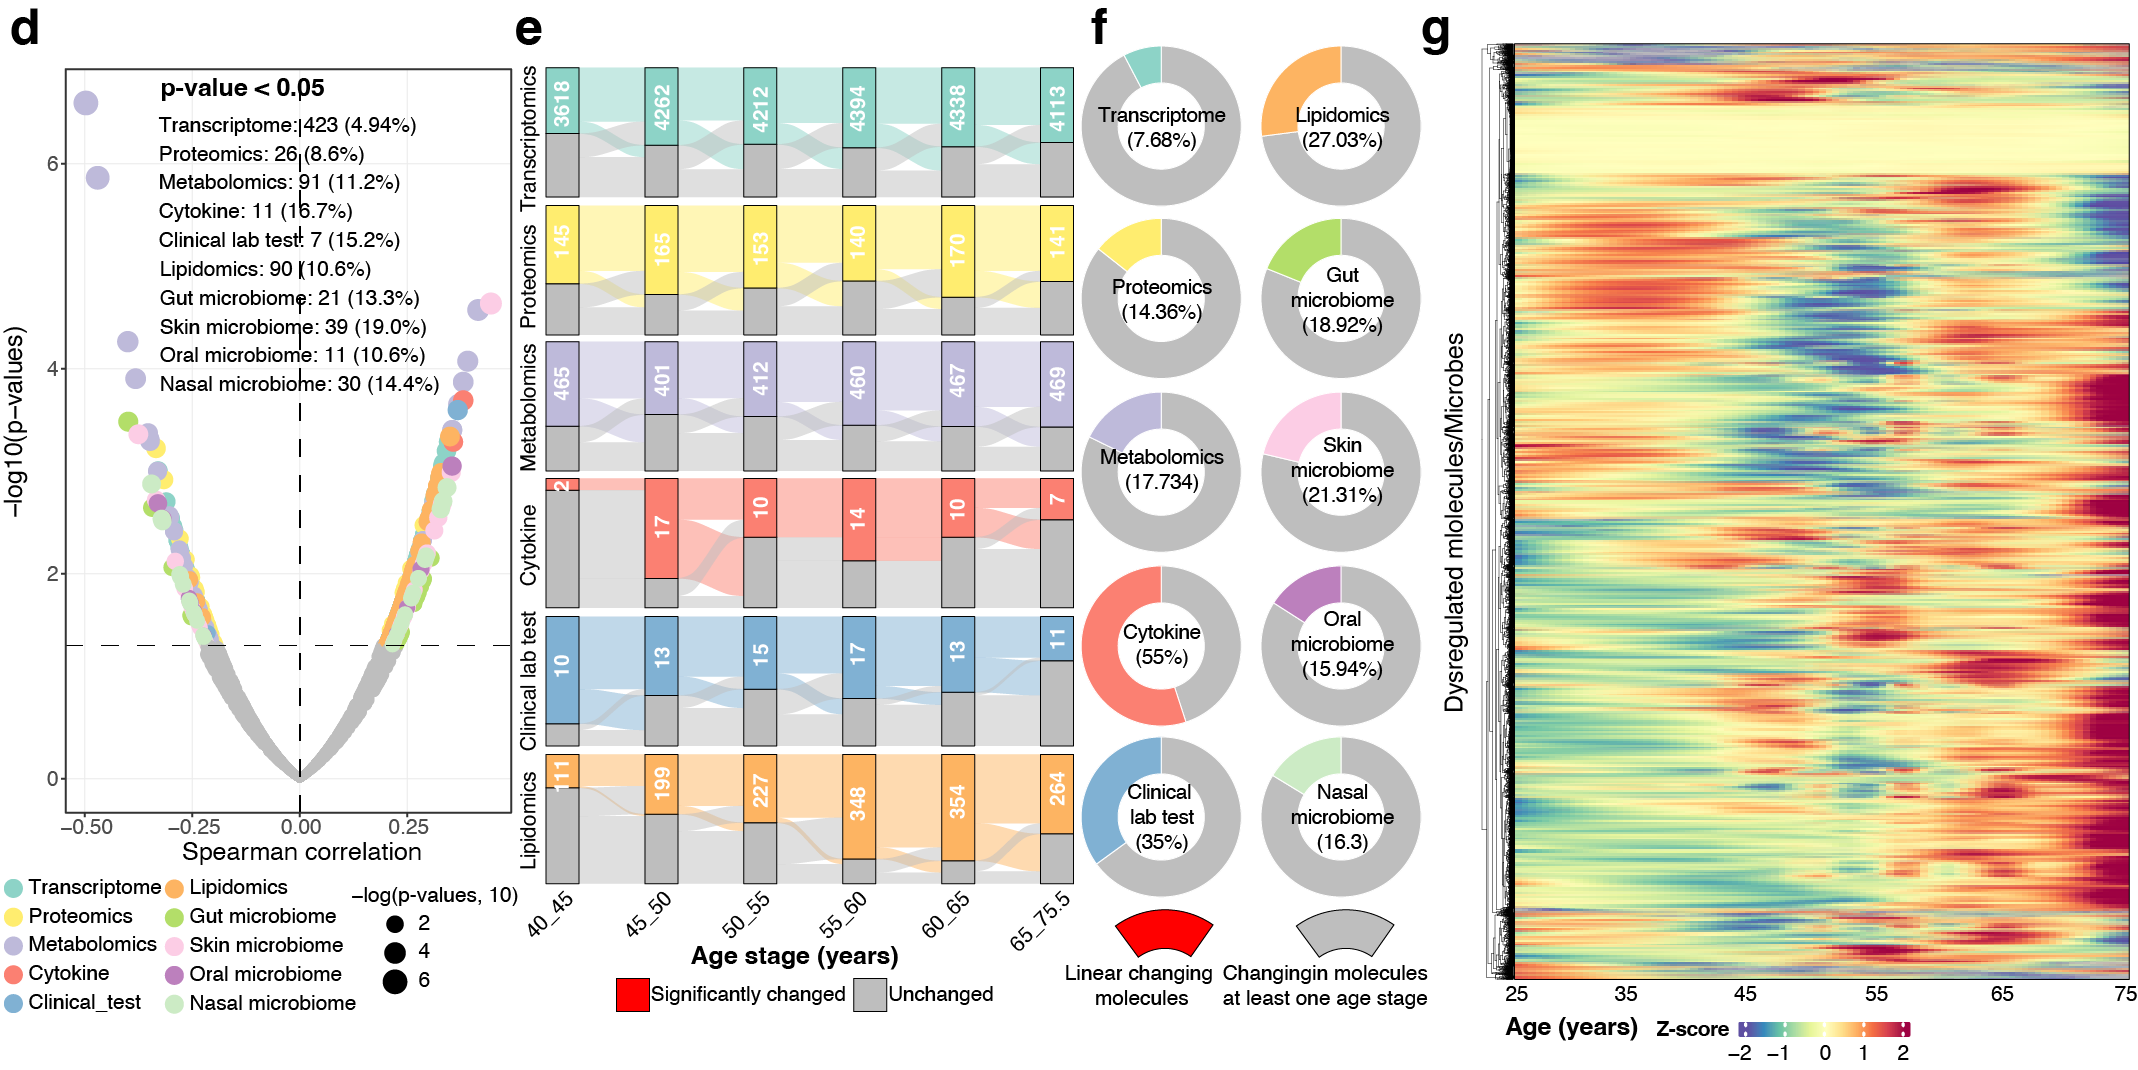 d
p-value < 0.05
Transcriptome: 423 (4.94%)
Proteomics: 26 (8.6%)
Metabolomics: 91 (11.2%)
Cytokine: 11 (16.7%)
Clinical lab test: 7 (15.2%)
Lipidomics: 90 (10.6%)
Gut microbiome: 21 (13.3%)
Skin microbiome: 39 (19.0%)
Oral microbiome: 11 (10.6%)
Nasal microbiome: 30 (14.4%)
−log10(p−values)
6
4
2
0
−0.50
−0.25
0.00
0.25
Spearman correlation
Transcriptome
Proteomics
Metabolomics
Cytokine
Clinical_test
Lipidomics
Gut microbiome
Skin microbiome
Oral microbiome
Nasal microbiome
−log(p-values, 10)
2
4
6
e
Transcriptomics
3618
4262
4212
4394
4338
4113
Proteomics
145
165
153
140
170
141
Metabolomics
465
401
412
460
467
469
Cytokine
2
17
10
14
10
7
Clinical lab test
10
13
15
17
13
11
Lipidomics
111
199
227
348
354
264
40_45
45_50
50_55
55_60
60_65
65_75.5
Age stage (years)
Significantly changed
Unchanged
f
Transcriptome
(7.68%)
Lipidomics
(27.03%)
Proteomics
(14.36%)
Gut
microbiome
(18.92%)
Metabolomics
(17.734)
Skin
microbiome
(21.31%)
Cytokine
(55%)
Oral
microbiome
(15.94%)
Clinical
lab test
(35%)
Nasal
microbiome
(16.3)
Linear changing
molecules
Changingin molecules
at least one age stage
g
Dysregulated molecules/Microbes
25
35
45
55
65
75
Age (years)
Z-score
−2
−1
0
1
2